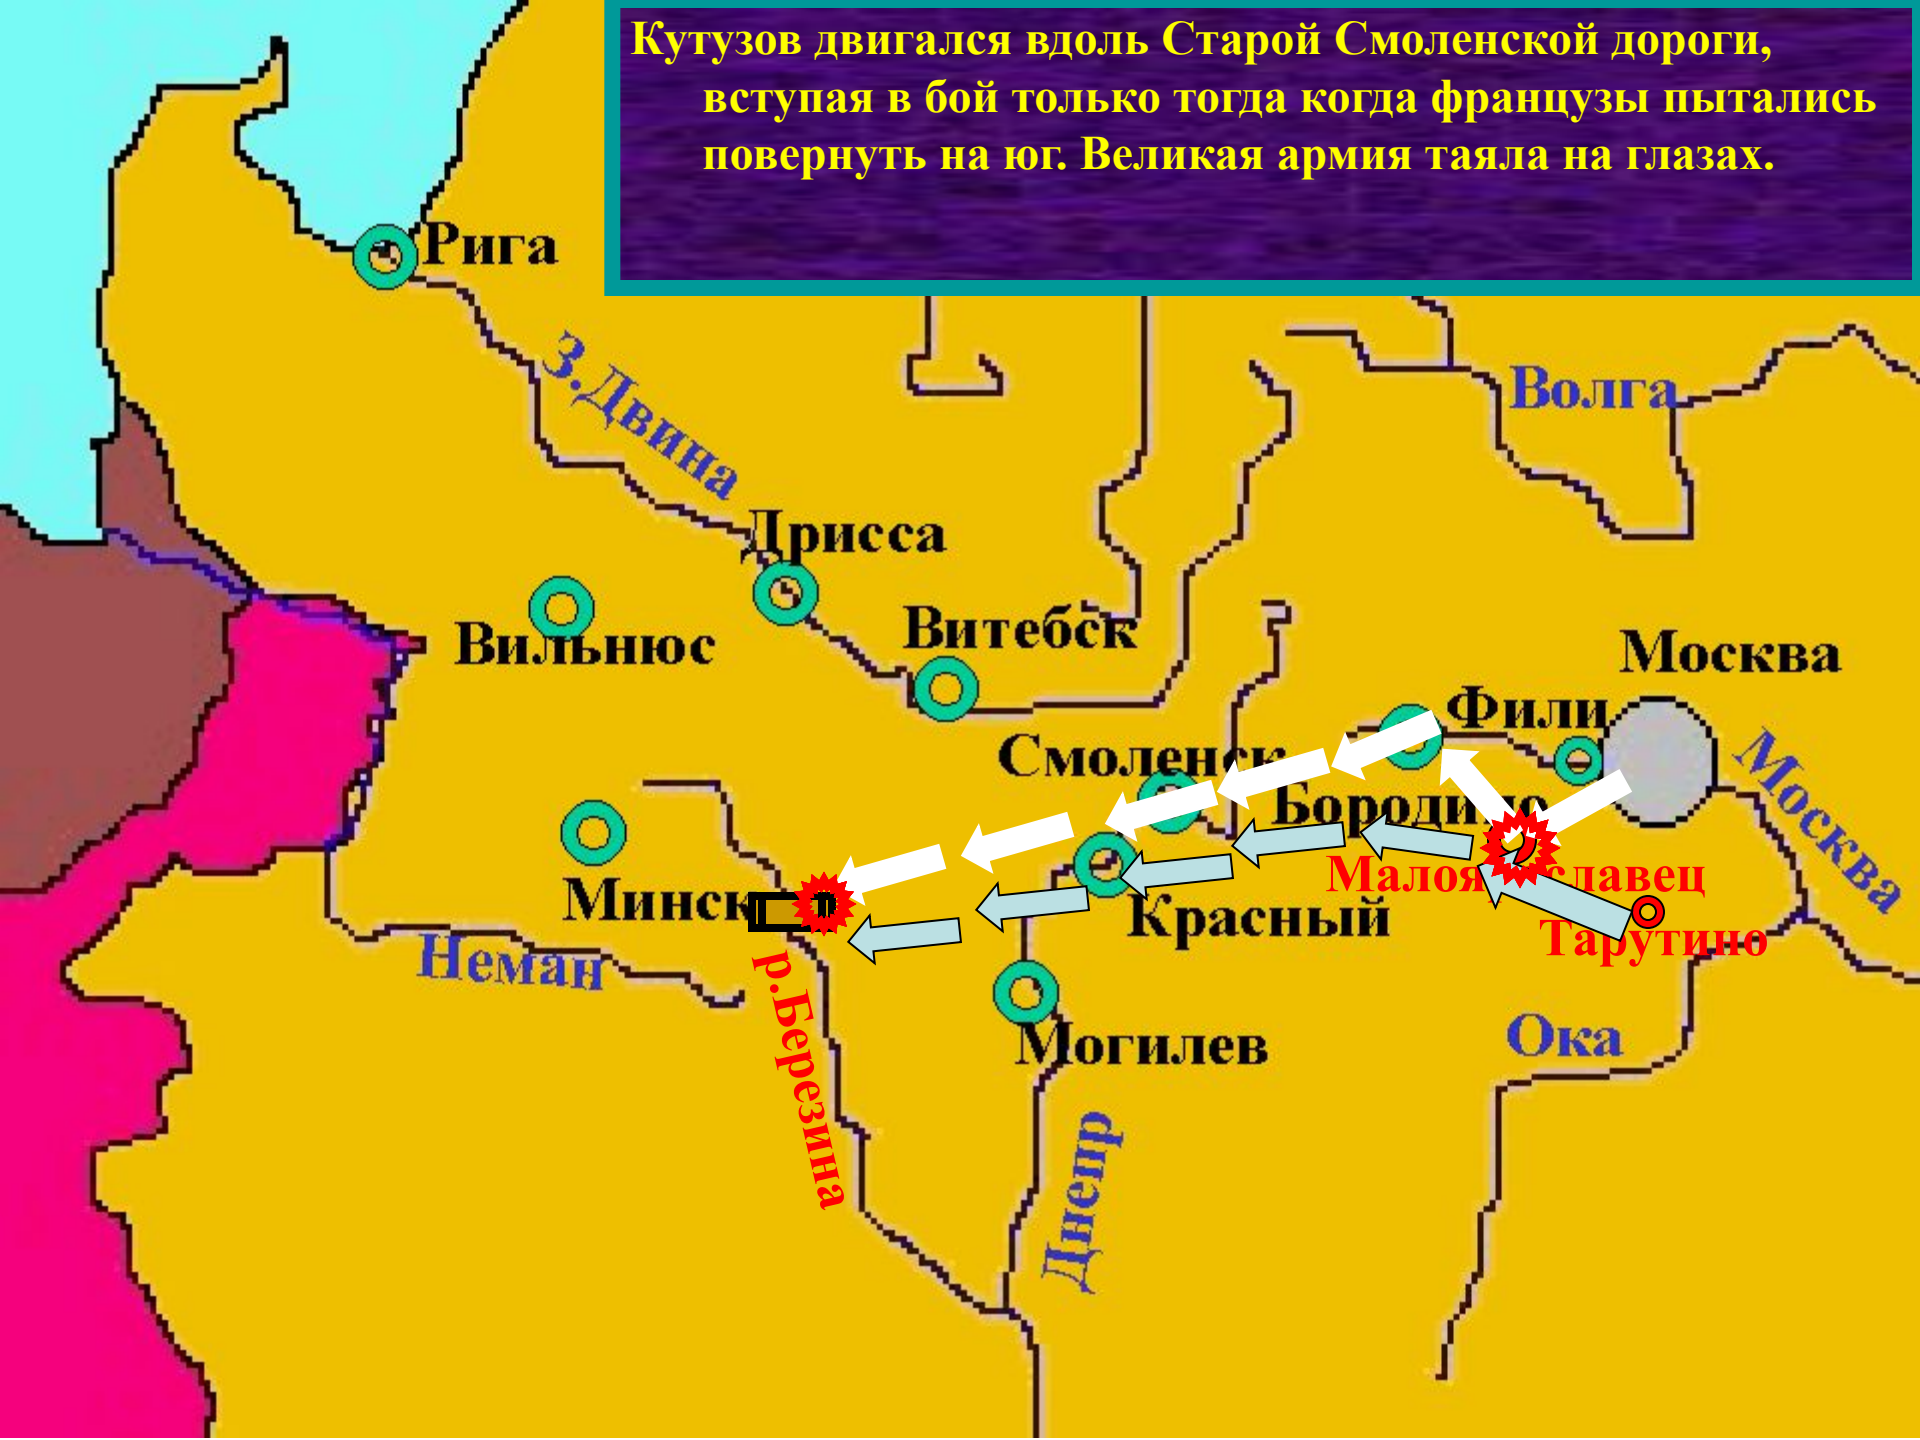 Кутузов двигался вдоль Старой Смоленской дороги,
вступая в бой только тогда когда французы пытались
повернуть на юг. Великая армия таяла на глазах.
Рига
З.Двина
Волга
Дрисса
Витебск
Вильнюс
Москва
Фили
Смоленск
Бородино
Москва
Малоярославец
Минск
Красный
Тарутино
Неман
р.Березина
Могилев
Ока
Днепр